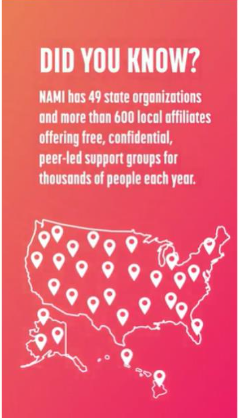 DID YOU KNOW?
NAMI has 49 state organizations
and more than 600 local affiliates
offering free, confidential,
peer-led support groups for
thousands of people each year.